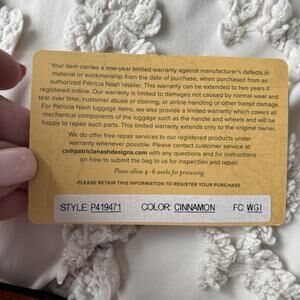 Your item carries a one-year limited warranty against manufacturer's defects in
material or workmanship from the date of purchase, when purchased from an
authorized Patricia Nash retailer. This warranty can be extended to two years if
registered online. Our warranty is limited to damages not caused by normal wear and
tear over time, customer abuse or staining, or airline handling or other transit damage.
For Patricia Nash luggage items, we also provide a limited warranty which covers all
mechanical components of the luggage such as the handle and wheels and will be
happy to repair such parts. This limited warranty extends only to the original owner.
We do offer free repair services to our registered products under
warranty whenever possible. Please contact customer service at
cs@patricianashdesigns.com with any questions and for instructions
on how to submit the bag to us for inspection and repair.
Please allow 4 - 6 weeks for processing.
PLEASE RETAIN THIS INFORMATION TO REGISTER YOUR PURCHASE
STYLE: P419471 COLOR: CINNAMON FC: WGI